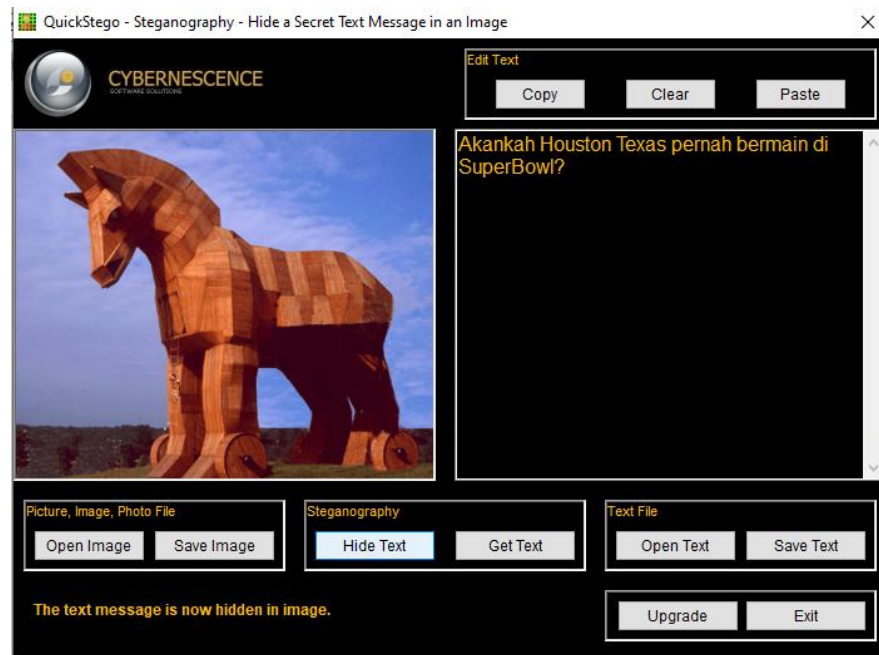 QuickStego - Steganography - Hide a Secret Text Message in an Image
CYBERNESCENCE
SOFTWARE SOLUTIONS
Edit Text
Copy Clear Paste
Akankah Houston Texas pernah bermain di
SuperBowl?
Picture, Image, Photo File
Open Image Save Image
Steganography
Hide Text Get Text
Text File
Open Text Save Text
The text message is now hidden in image.
Upgrade Exit